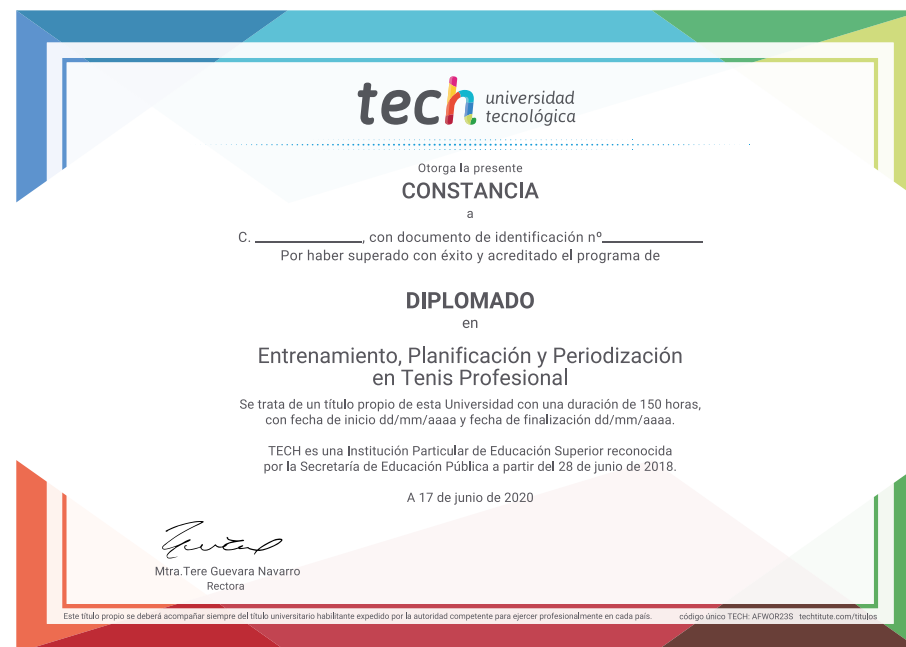 tech universidad
tecnológica
Otorga la presente
CONSTANCIA
a
C. ____________, con documento de identificación nº____________
Por haber superado con éxito y acreditado el programa de
DIPLOMADO
en
Entrenamiento, Planificación y Periodización
en Tenis Profesional
Se trata de un título propio de esta Universidad con una duración de 150 horas,
con fecha de inicio dd/mm/aaaa y fecha de finalización dd/mm/aaaa.
TECH es una Institución Particular de Educación Superior reconocida
por la Secretaría de Educación Pública a partir del 28 de junio de 2018.
A 17 de junio de 2020
Mtra.Tere Guevara Navarro
Rectora
Este título propio se deberá acompañar siempre del título universitario habilitante expedido por la autoridad competente para ejercer profesionalmente en cada país. código único TECH: AFWOR23S techtitute.com/titulos